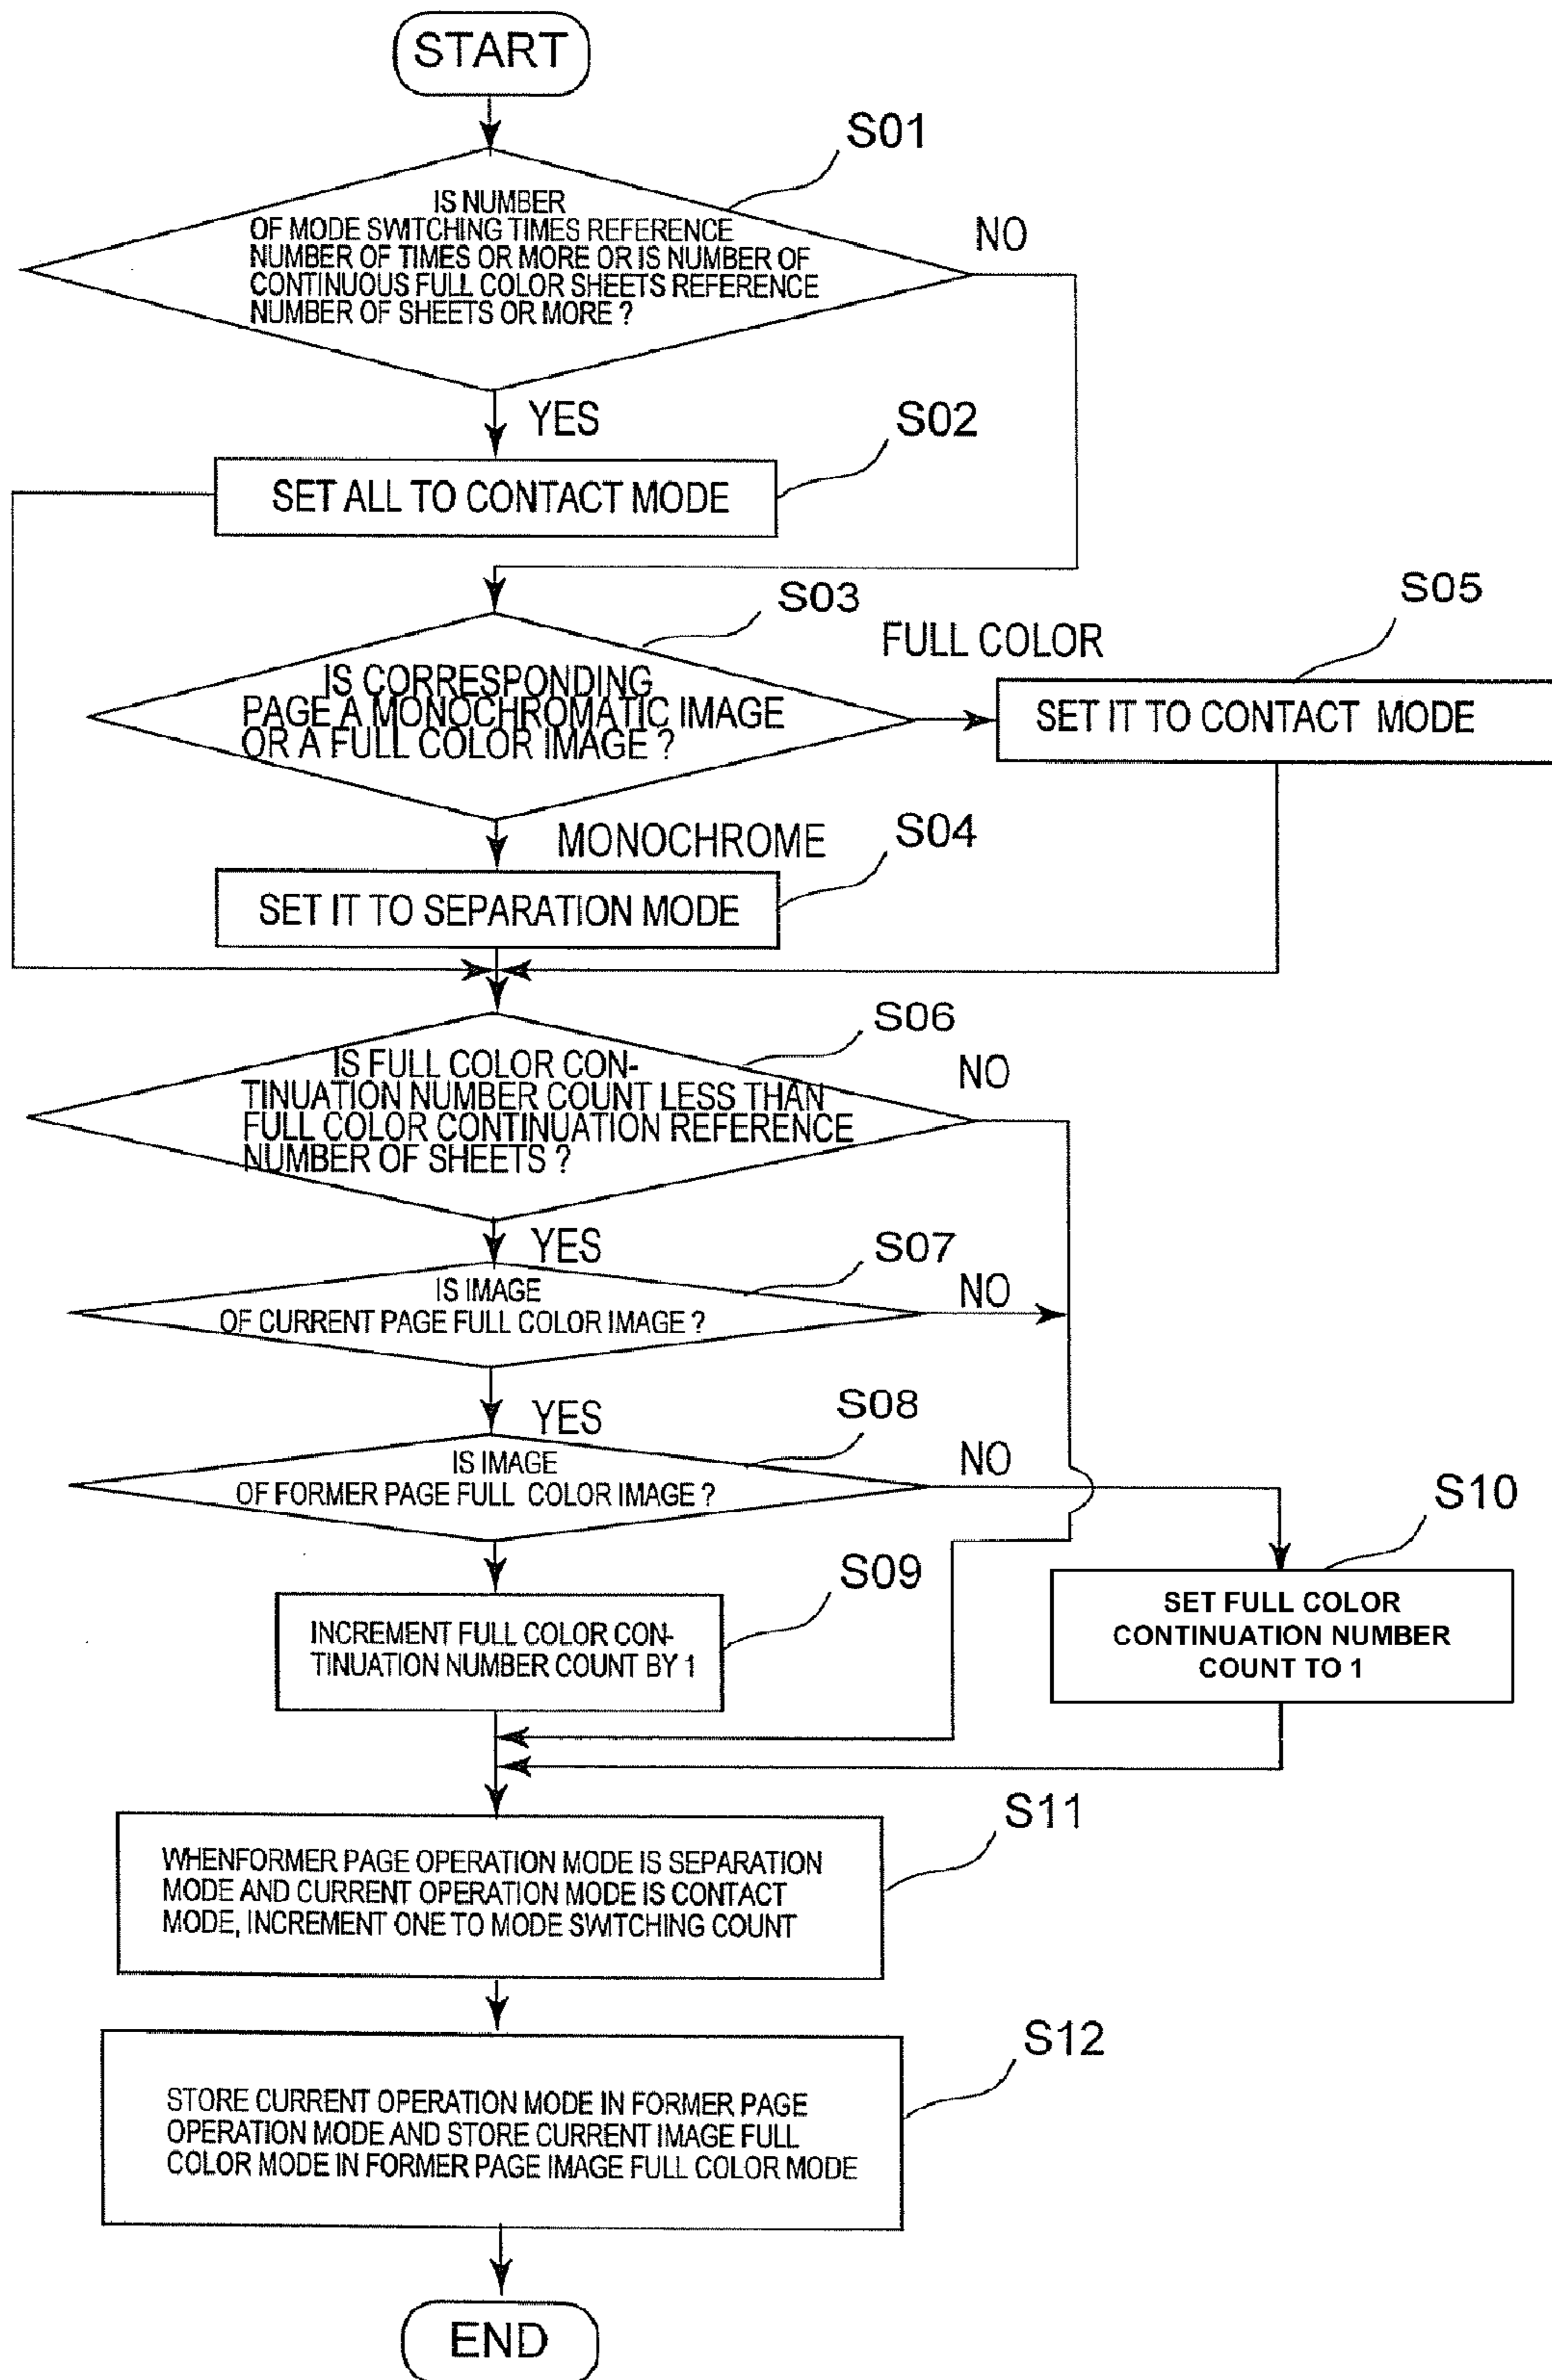 START
S01
IS NUMBER
OF MODE SWITCHING TIMES REFERENCE
NUMBER OF TIMES OR MORE OR IS NUMBER OF
CONTINUOUS FULL COLOR SHEETS REFERENCE
NUMBER OF SHEETS OR MORE ?
NO
YES
S02
SET ALL TO CONTACT MODE
S03
IS CORRESPONDING
PAGE A MONOCHROMATIC IMAGE
OR A FULL COLOR IMAGE ?
FULL COLOR
S05
SET IT TO CONTACT MODE
MONOCHROME
S04
SET IT TO SEPARATION MODE
S06
IS FULL COLOR CON-
TINUATION NUMBER COUNT LESS THAN
FULL COLOR CONTINUATION REFERENCE
NUMBER OF SHEETS ?
NO
YES
S07
IS IMAGE
OF CURRENT PAGE FULL COLOR IMAGE ?
NO
YES
S08
IS IMAGE
OF FORMER PAGE FULL COLOR IMAGE ?
NO
S10
SET FULL COLOR
CONTINUATION NUMBER
COUNT TO 1
S09
INCREMENT FULL COLOR CON-
TINUATION NUMBER COUNT BY 1
S11
WHENFORMER PAGE OPERATION MODE IS SEPARATION
MODE AND CURRENT OPERATION MODE IS CONTACT
MODE, INCREMENT ONE TO MODE SWITCHING COUNT
S12
STORE CURRENT OPERATION MODE IN FORMER PAGE
OPERATION MODE AND STORE CURRENT IMAGE FULL
COLOR MODE IN FORMER PAGE IMAGE FULL COLOR MODE
END